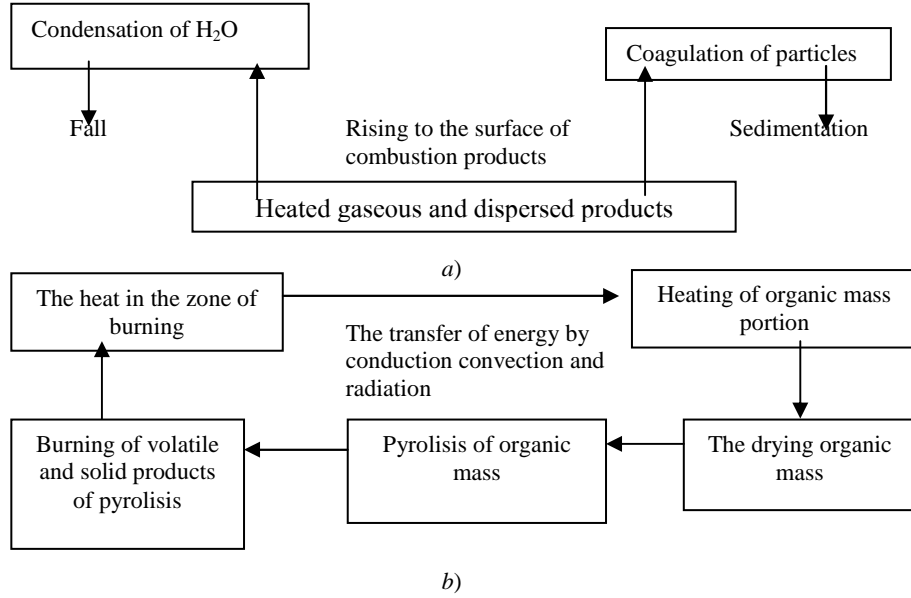 Condensation of H₂O
Coagulation of particles
Fall
Rising to the surface of
combustion products
Sedimentation
Heated gaseous and dispersed products
a)
The heat in the zone of
burning
Heating of organic mass
portion
The transfer of energy by
conduction convection and
radiation
Burning of volatile
and solid products
of pyrolisis
Pyrolisis of organic
mass
The drying organic
mass
b)